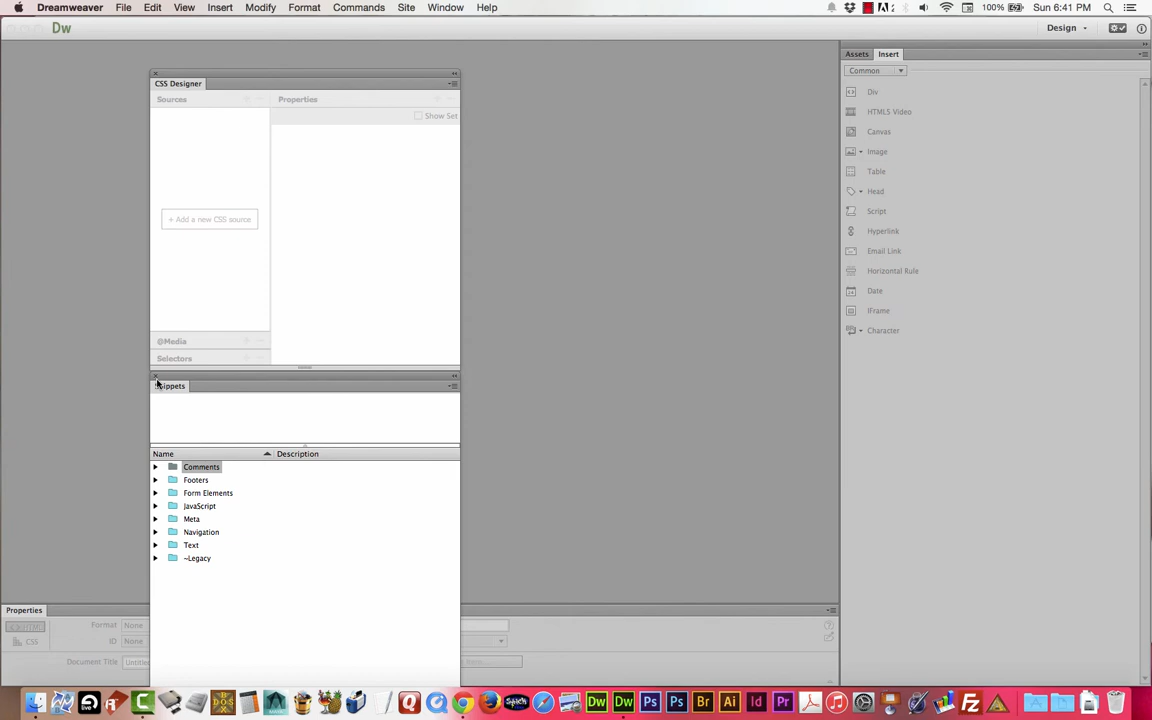 Dreamweaver File Edit View Insert Modify Format Commands Site Window Help 100% Sun 6:41 PM
Dw Design
Assets Insert
CSS Designer
Common
Sources Properties
Show Set
Div
HTML5 Video
Canvas
Image
Table
Head
Script
Hyperlink
Email Link
Horizontal Rule
Date
IFrame
Character
+ Add a new CSS source
@Media
Selectors
Snippets
Name Description
Comments
Footers
Form Elements
JavaScript
Meta
Navigation
Text
~Legacy
Properties
HTML Format None
CSS ID None
Document Title